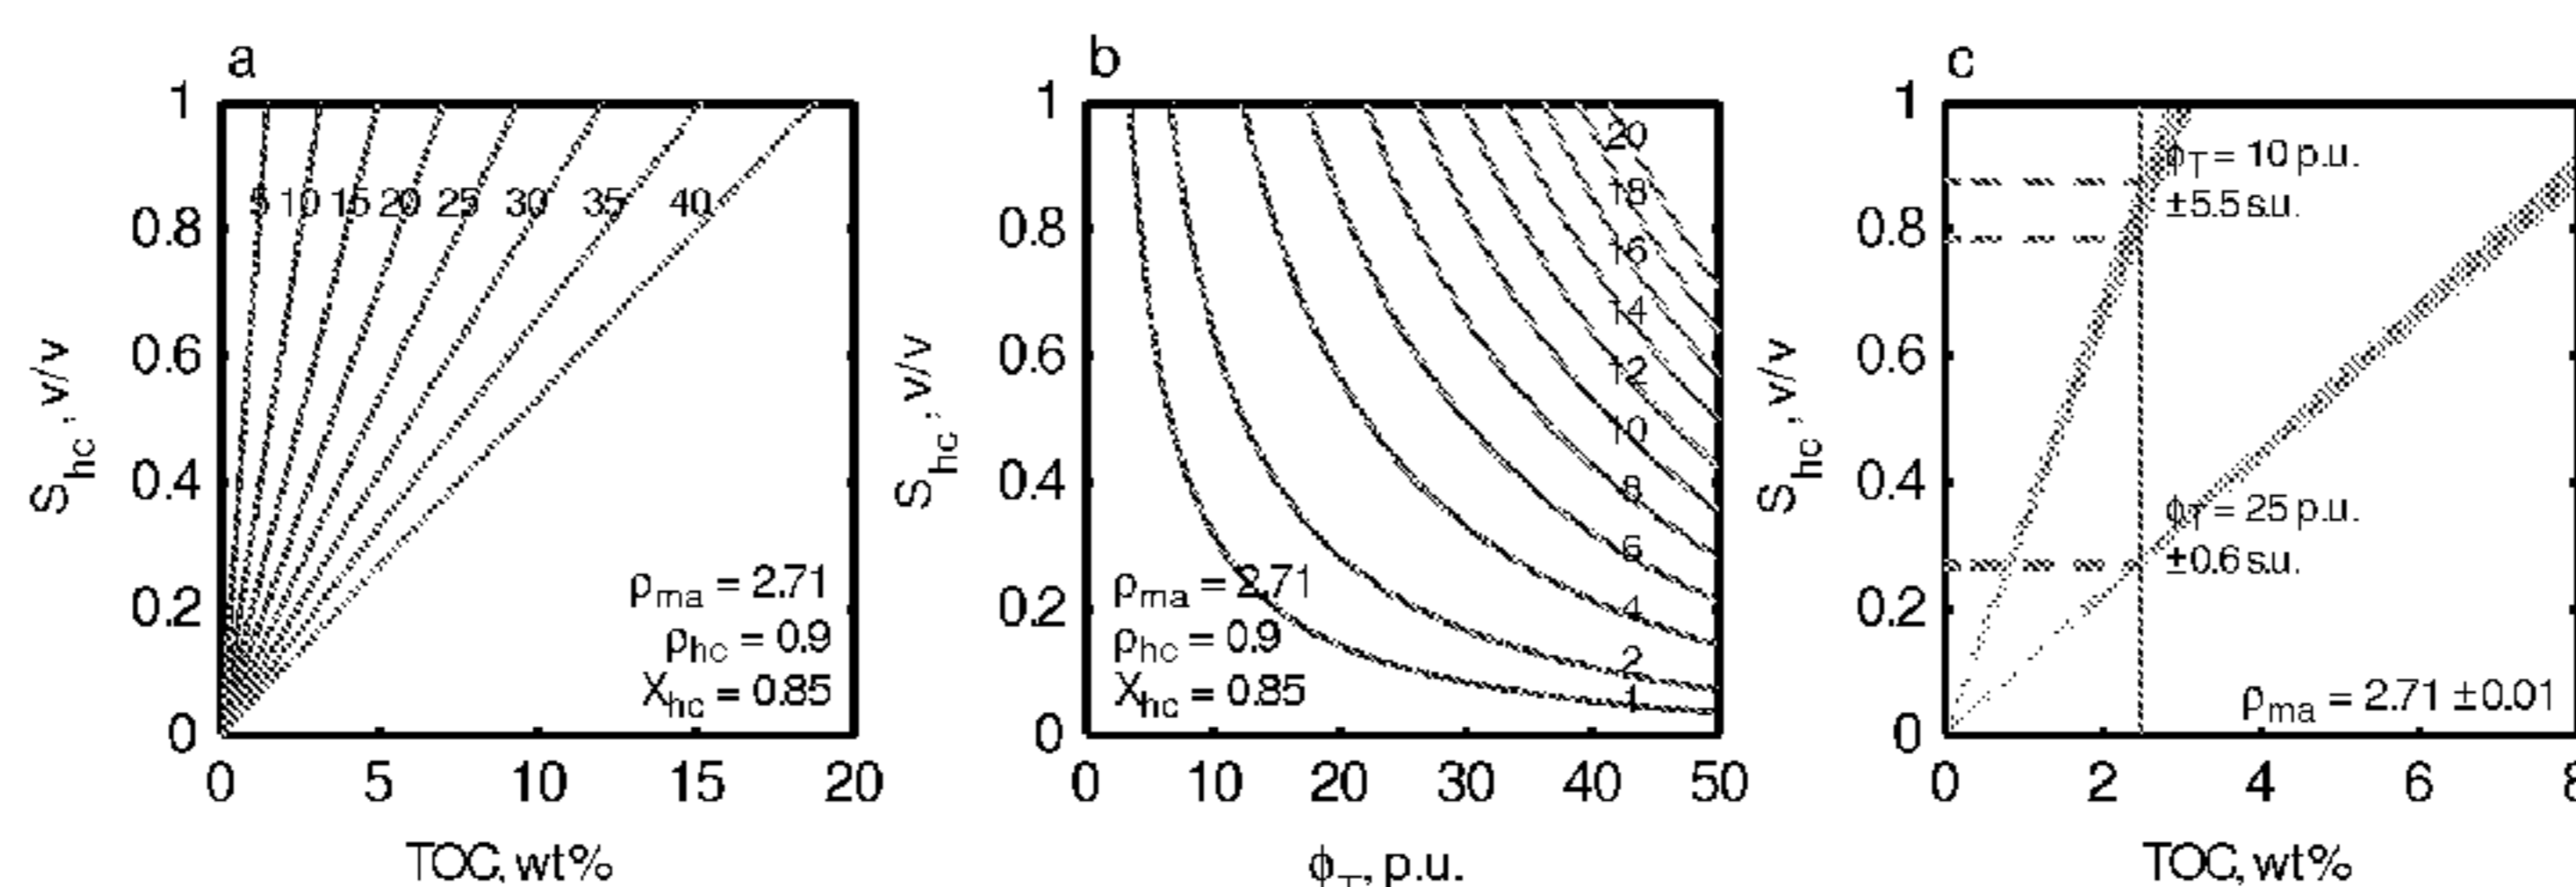 a
1
0.8
0.6
0.4
0.2
0
S_hc, v/v
5 10 15 20 25 30 35 40
ρ_ma = 2.71
ρ_hc = 0.9
X_hc = 0.85
0 5 10 15 20
TOC, wt%
b
1
0.8
0.6
0.4
0.2
0
S_hc, v/v
20
18
16
14
12
10
8
6
4
2
1
ρ_ma = 2.71
ρ_hc = 0.9
X_hc = 0.85
0 10 20 30 40 50
ϕ_T, p.u.
c
1
0.8
0.6
0.4
0.2
0
S_hc, v/v
ϕ_T = 10 p.u.
±5.5 s.u.
ϕ_T = 25 p.u.
±0.6 s.u.
ρ_ma = 2.71 ±0.01
0 2 4 6 8
TOC, wt%